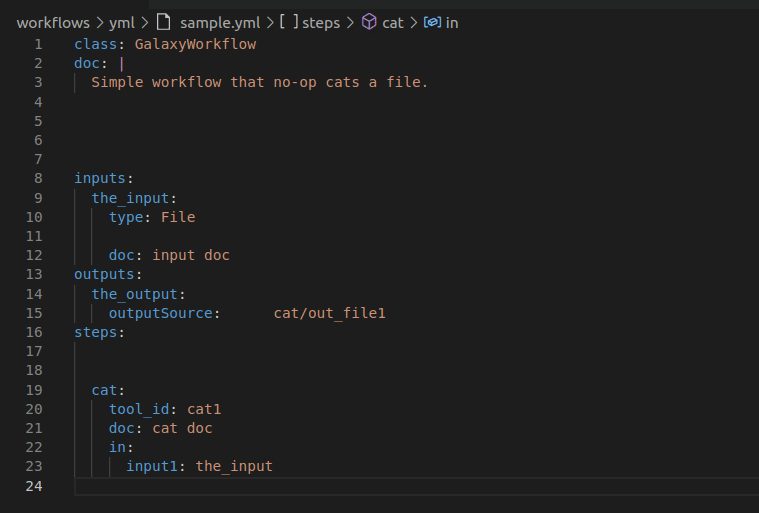 workflows > yml > sample.yml > [ ] steps > cat > in
1 class: GalaxyWorkflow
2 doc: |
3   Simple workflow that no-op cats a file.
4
5
6
7
8 inputs:
9   the_input:
10     type: File
11
12     doc: input doc
13 outputs:
14   the_output:
15     outputSource:      cat/out_file1
16 steps:
17
18
19   cat:
20     tool_id: cat1
21     doc: cat doc
22     in:
23       input1: the_input
24